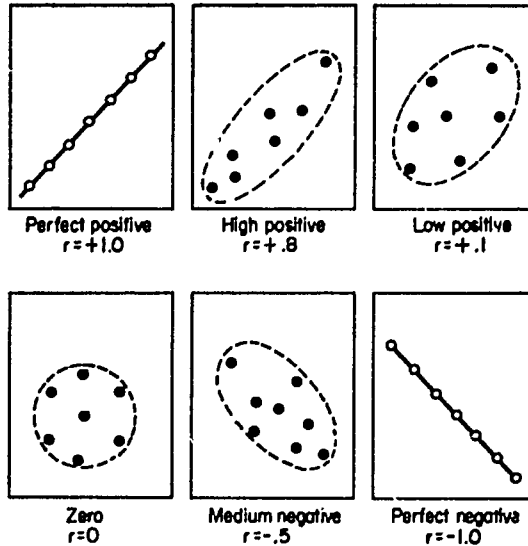 Perfect positive
r=+1.0
High positive
r=+.8
Low positive
r=+.1
Zero
r=0
Medium negative
r=-.5
Perfect negative
r=-1.0